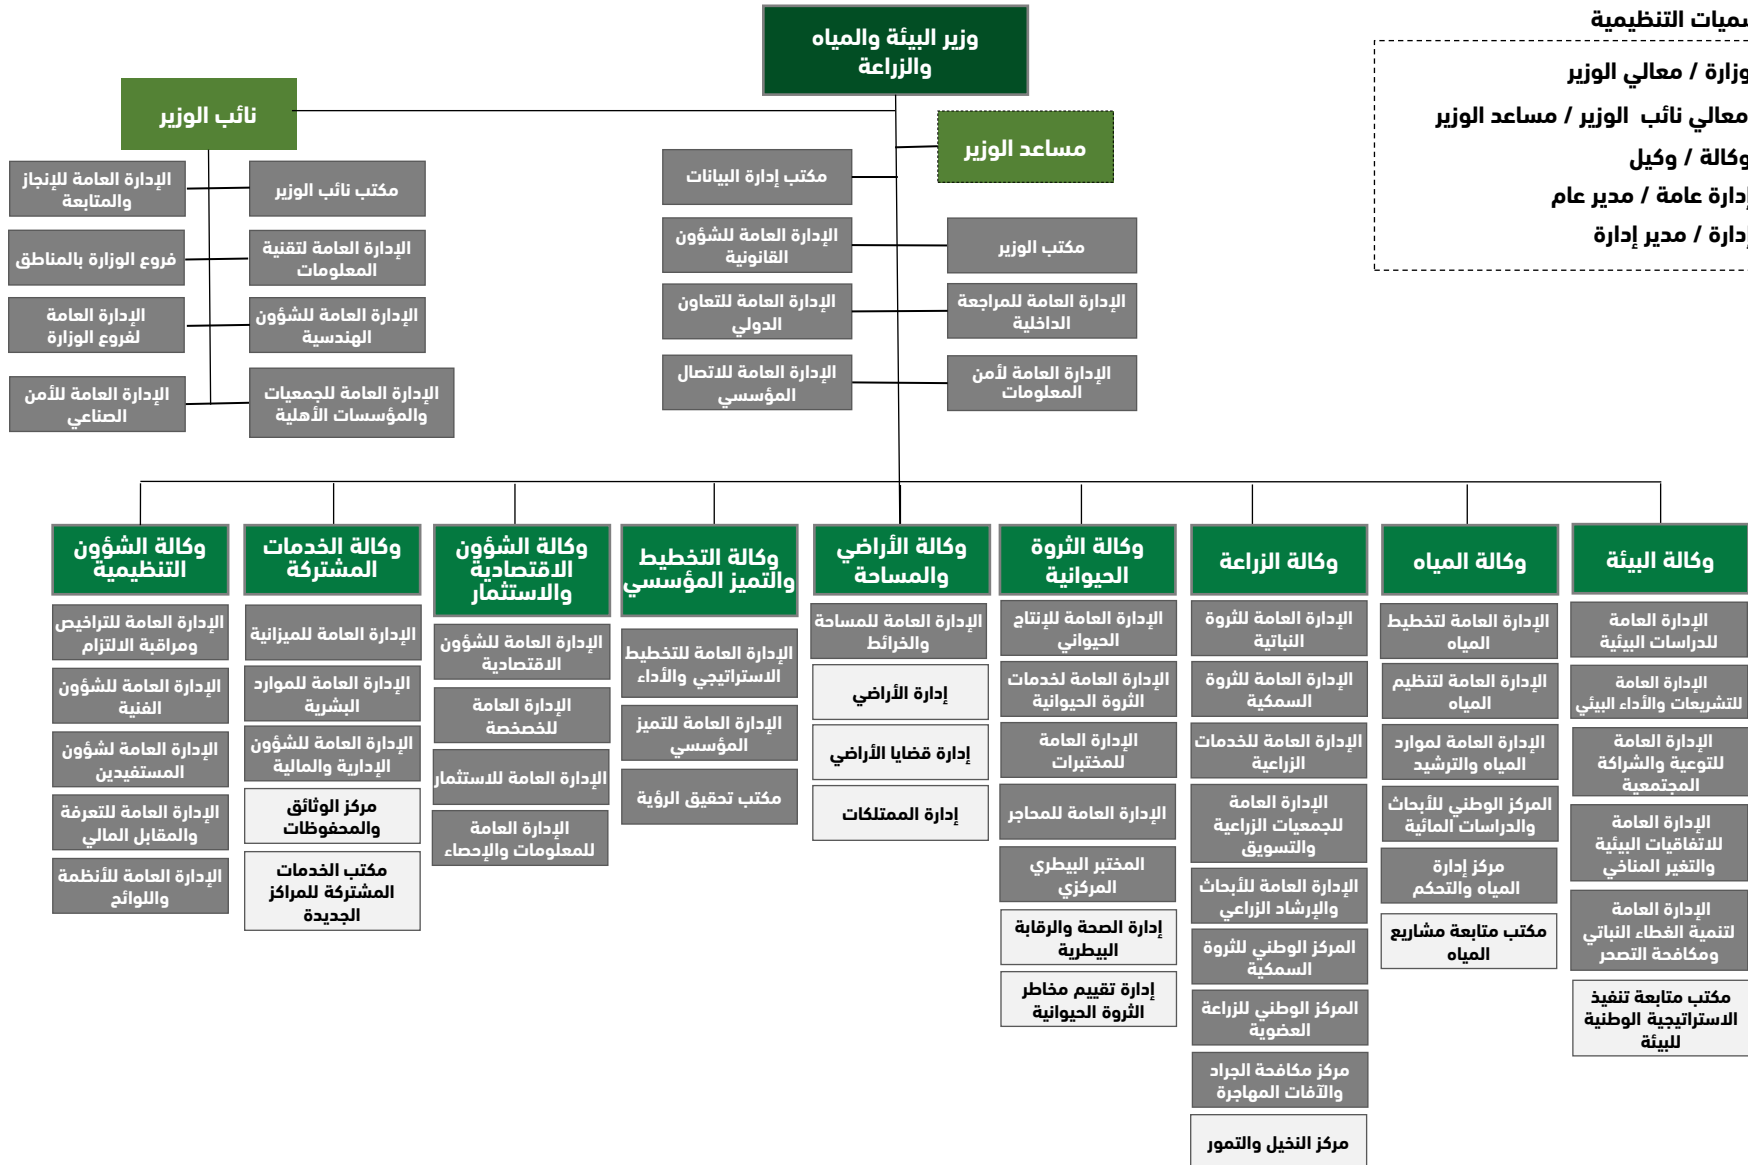 سميات التنظيمية
وزارة / معالي الوزير
معالي نائب الوزير / مساعد الوزير
وكالة / وكيل
إدارة عامة / مدير عام
إدارة / مدير إدارة
وزير البيئة والمياه
والزراعة
نائب الوزير
مساعد الوزير
مكتب نائب الوزير
الإدارة العامة للإنجاز
والمتابعة
الإدارة العامة لتقنية
المعلومات
فروع الوزارة بالمناطق
الإدارة العامة للشؤون
الهندسية
الإدارة العامة
لفروع الوزارة
الإدارة العامة للجمعيات
والمؤسسات الأهلية
الإدارة العامة للأمن
الصناعي
مكتب إدارة البيانات
مكتب الوزير
الإدارة العامة للشؤون
القانونية
الإدارة العامة للمراجعة
الداخلية
الإدارة العامة للتعاون
الدولي
الإدارة العامة لأمن
المعلومات
الإدارة العامة للاتصال
المؤسسي
وكالة البيئة
الإدارة العامة
للدراسات البيئية
الإدارة العامة
للتشريعات والأداء البيئي
الإدارة العامة
للتوعية والشراكة
المجتمعية
الإدارة العامة
للاتفاقيات البيئية
والتغير المناخي
الإدارة العامة
لتنمية الغطاء النباتي
ومكافحة التصحر
مكتب متابعة تنفيذ
الاستراتيجية الوطنية
للبيئة
وكالة المياه
الإدارة العامة لتخطيط
المياه
الإدارة العامة لتنظيم
المياه
الإدارة العامة لموارد
المياه والترشيد
المركز الوطني للأبحاث
والدراسات المائية
مركز إدارة
المياه والتحكم
مكتب متابعة مشاريع
المياه
وكالة الزراعة
الإدارة العامة للثروة
النباتية
الإدارة العامة للثروة
السمكية
الإدارة العامة للخدمات
الزراعية
الإدارة العامة
للجمعيات الزراعية
والتسويق
الإدارة العامة للأبحاث
والإرشاد الزراعي
المركز الوطني للثروة
السمكية
المركز الوطني للزراعة
العضوية
مركز مكافحة الجراد
والآفات المهاجرة
مركز النخيل والتمور
وكالة الثروة
الحيوانية
الإدارة العامة للإنتاج
الحيواني
الإدارة العامة لخدمات
الثروة الحيوانية
الإدارة العامة
للمختبرات
الإدارة العامة للمحاجر
المختبر البيطري
المركزي
إدارة الصحة والرقابة
البيطرية
إدارة تقييم مخاطر
الثروة الحيوانية
وكالة الأراضي
والمساحة
الإدارة العامة للمساحة
والخرائط
إدارة الأراضي
إدارة قضايا الأراضي
إدارة الممتلكات
وكالة التخطيط
والتميز المؤسسي
الإدارة العامة للتخطيط
الاستراتيجي والأداء
الإدارة العامة للتميز
المؤسسي
مكتب تحقيق الرؤية
وكالة الشؤون
الاقتصادية
والاستثمار
الإدارة العامة للشؤون
الاقتصادية
الإدارة العامة
للخصخصة
الإدارة العامة للاستثمار
الإدارة العامة
للمعلومات والإحصاء
وكالة الخدمات
المشتركة
الإدارة العامة للميزانية
الإدارة العامة للموارد
البشرية
الإدارة العامة للشؤون
الإدارية والمالية
مركز الوثائق
والمحفوظات
مكتب الخدمات
المشتركة للمراكز
الجديدة
وكالة الشؤون
التنظيمية
الإدارة العامة للتراخيص
ومراقبة الالتزام
الإدارة العامة للشؤون
الفنية
الإدارة العامة لشؤون
المستفيدين
الإدارة العامة للتعرفة
والمقابل المالي
الإدارة العامة للأنظمة
واللوائح